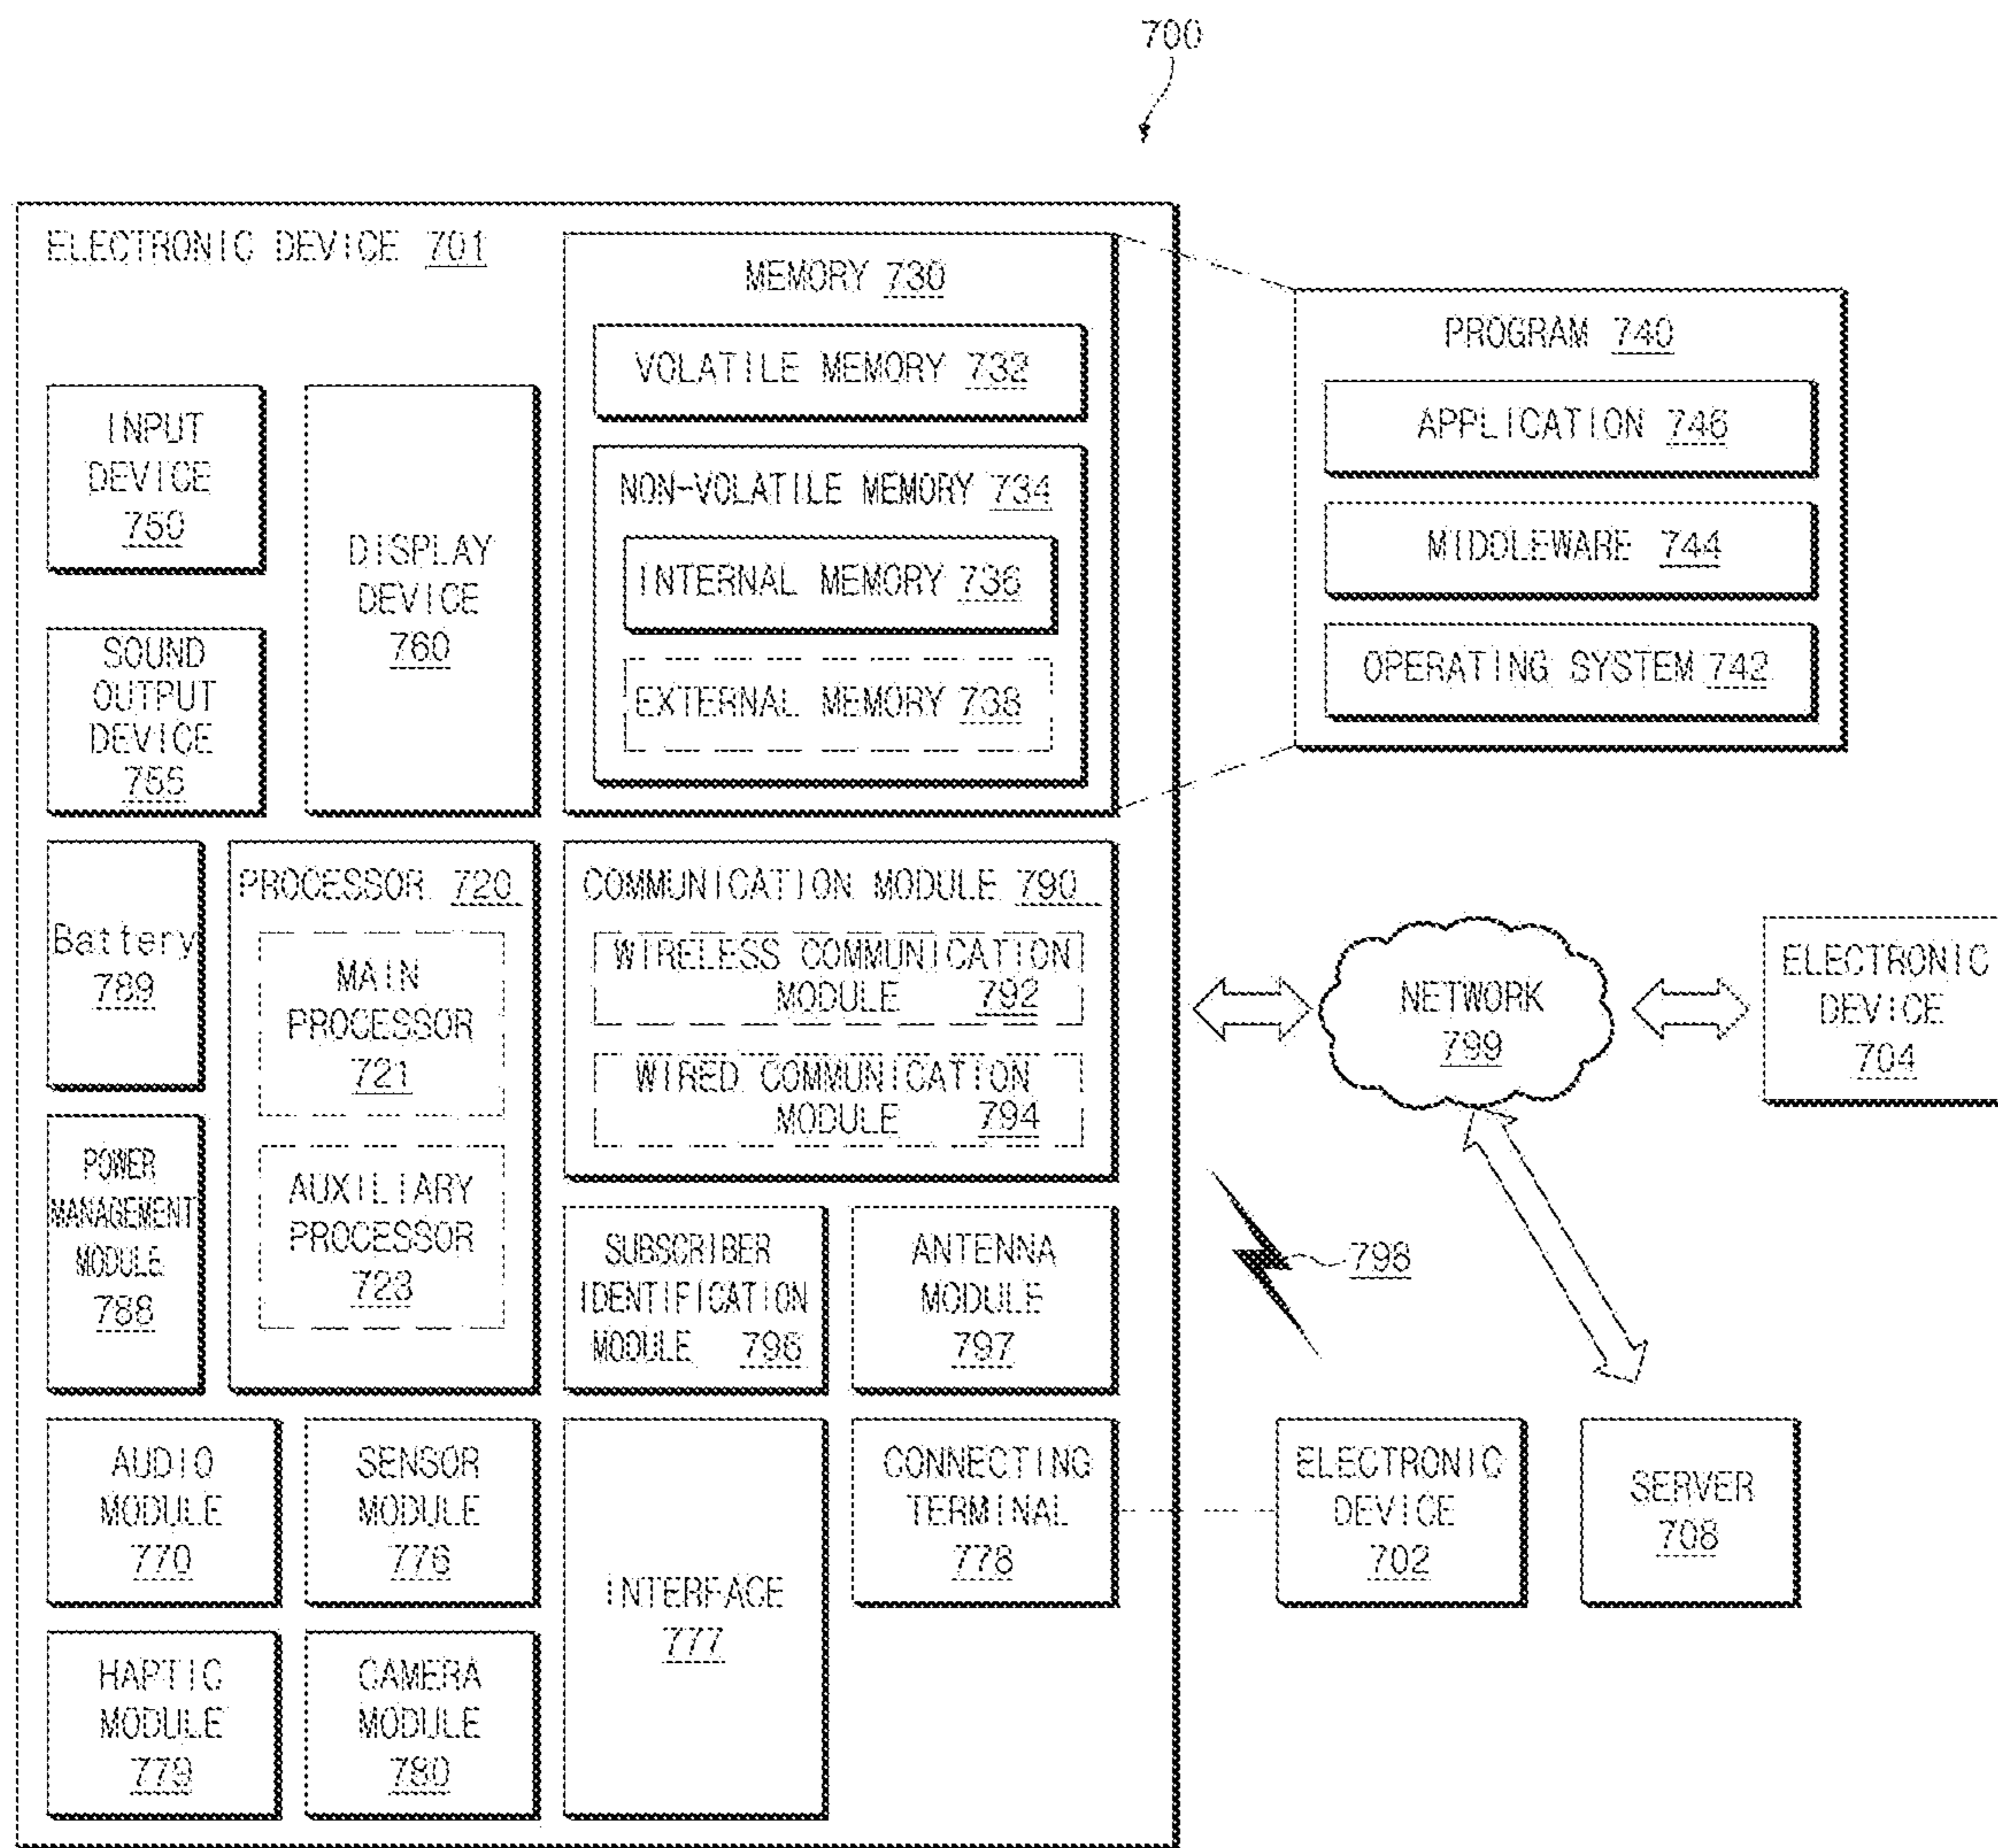 700
ELECTRONIC DEVICE 701
MEMORY 730
VOLATILE MEMORY 732
NON-VOLATILE MEMORY 734
INTERNAL MEMORY 736
EXTERNAL MEMORY 738
PROGRAM 740
APPLICATION 746
MIDDLEWARE 744
OPERATING SYSTEM 742
INPUT
DEVICE
750
SOUND
OUTPUT
DEVICE
755
DISPLAY
DEVICE
760
Battery
789
POWER
MANAGEMENT
MODULE
788
PROCESSOR 720
MAIN
PROCESSOR
721
AUXILIARY
PROCESSOR
723
COMMUNICATION MODULE 790
WIRELESS COMMUNICATION
MODULE 792
WIRED COMMUNICATION
MODULE 794
SUBSCRIBER
IDENTIFICATION
MODULE 796
ANTENNA
MODULE
797
NETWORK
799
ELECTRONIC
DEVICE
704
798
AUDIO
MODULE
770
SENSOR
MODULE
776
INTERFACE
777
CONNECTING
TERMINAL
778
ELECTRONIC
DEVICE
702
SERVER
708
HAPTIC
MODULE
779
CAMERA
MODULE
780